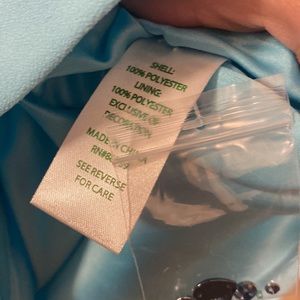 SHELL:
100% POLYESTER
LINING:
100% POLYESTER
EXCLUSIVE OF
DECORATION
MADE IN CHINA
SEE REVERSE
FOR CARE